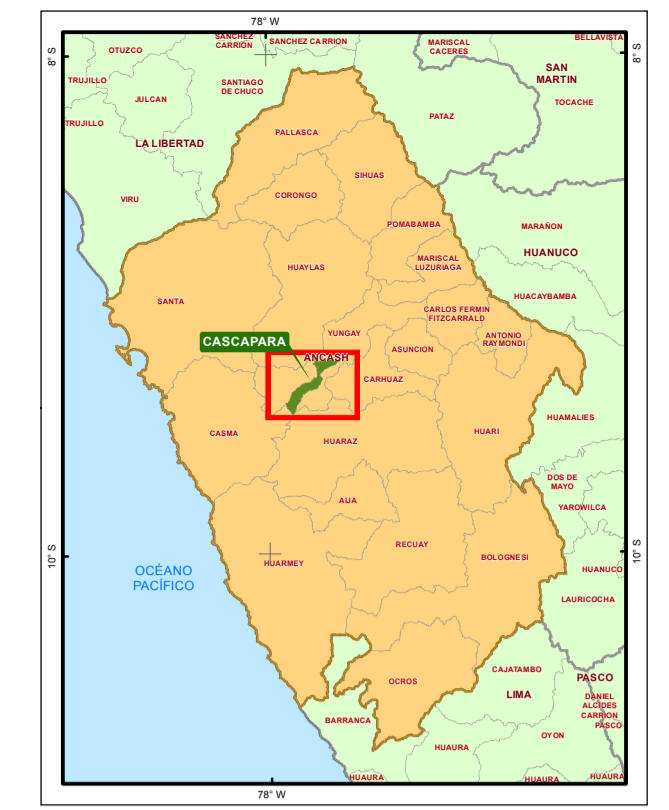 78° W
SANCHEZ
CARRIÓN
SANCHEZ CARRION
MARISCAL
CACERES
BELLAVISTA
OTUZCO
8° S
8° S
SAN
MARTIN
TRUJILLO
SANTIAGO
DE CHUCO
JULCAN
TOCACHE
PATAZ
TRUJILLO
PALLASCA
LA LIBERTAD
SIHUAS
VIRU
CORONGO
POMABAMBA
MARAÑON
HUANUCO
MARISCAL
LUZURIAGA
HUAYLAS
HUACAYBAMBA
SANTA
CARLOS FERMIN
FITZCARRALD
YUNGAY
ANTONIO
RAYMONDI
CASCAPARA
ASUNCION
ANCASH
CARHUAZ
HUAMALIES
CASMA
HUARI
HUARAZ
DOS DE
MAYO
AIJA
YAROWILCA
RECUAY
10° S
10° S
BOLOGNESI
HUARMEY
HUANUCO
OCÉANO
PACÍFICO
LAURICOCHA
CAJATAMBO
PASCO
OCROS
LIMA
DANIEL
ALCIDES
CARRION
PASCO
BARRANCA
OYON
HUAURA
HUAURA
HUAURA
HUAURA
78° W